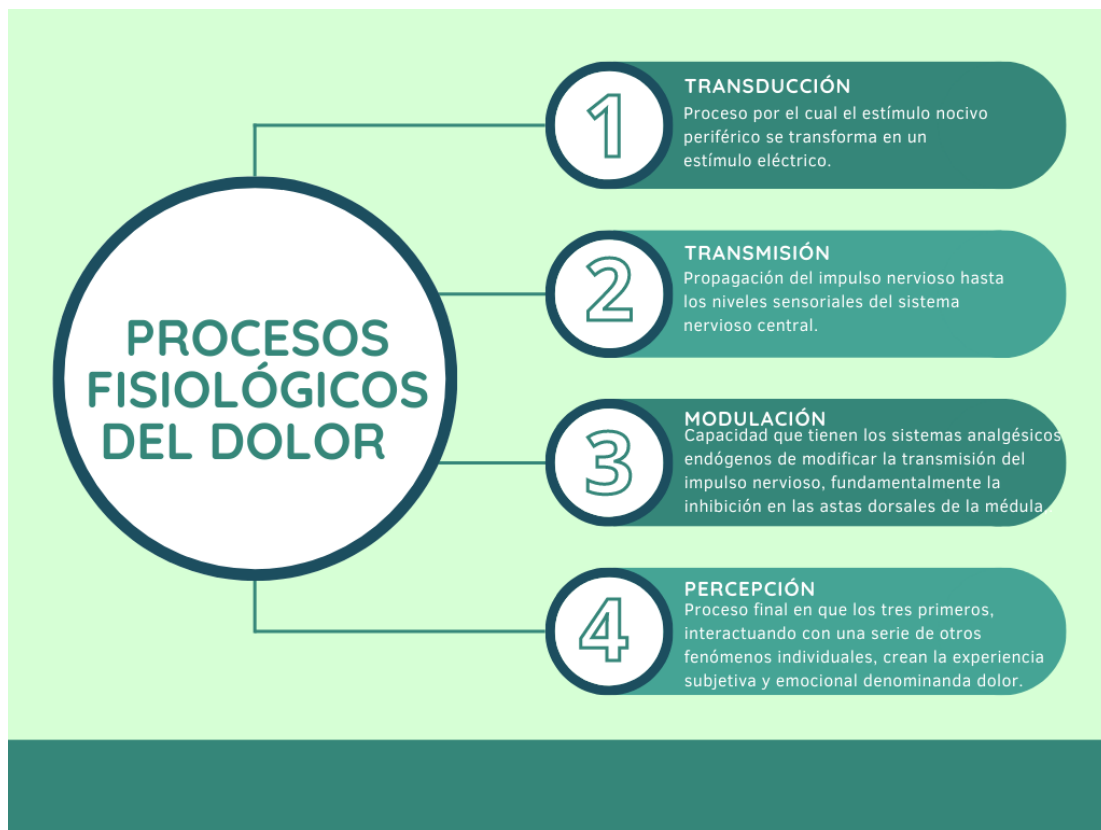 PROCESOS
FISIOLÓGICOS
DEL DOLOR
1
TRANSDUCCIÓN
Proceso por el cual el estímulo nocivo
periférico se transforma en un
estímulo eléctrico.
2
TRANSMISIÓN
Propagación del impulso nervioso hasta
los niveles sensoriales del sistema
nervioso central.
3
MODULACIÓN
Capacidad que tienen los sistemas analgésicos
endógenos de modificar la transmisión del
impulso nervioso, fundamentalmente la
inhibición en las astas dorsales de la médula.
4
PERCEPCIÓN
Proceso final en que los tres primeros,
interactuando con una serie de otros
fenómenos individuales, crean la experiencia
subjetiva y emocional denominanda dolor.